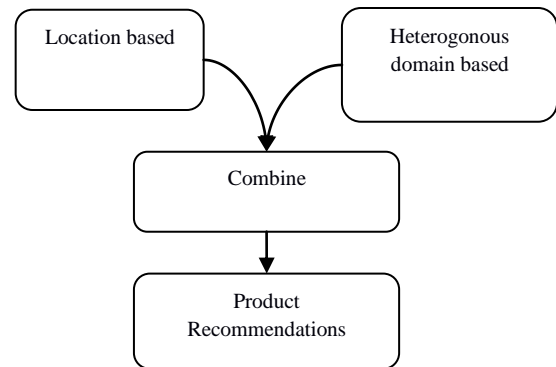 Location based
Heterogonous
domain based
Combine
Product
Recommendations